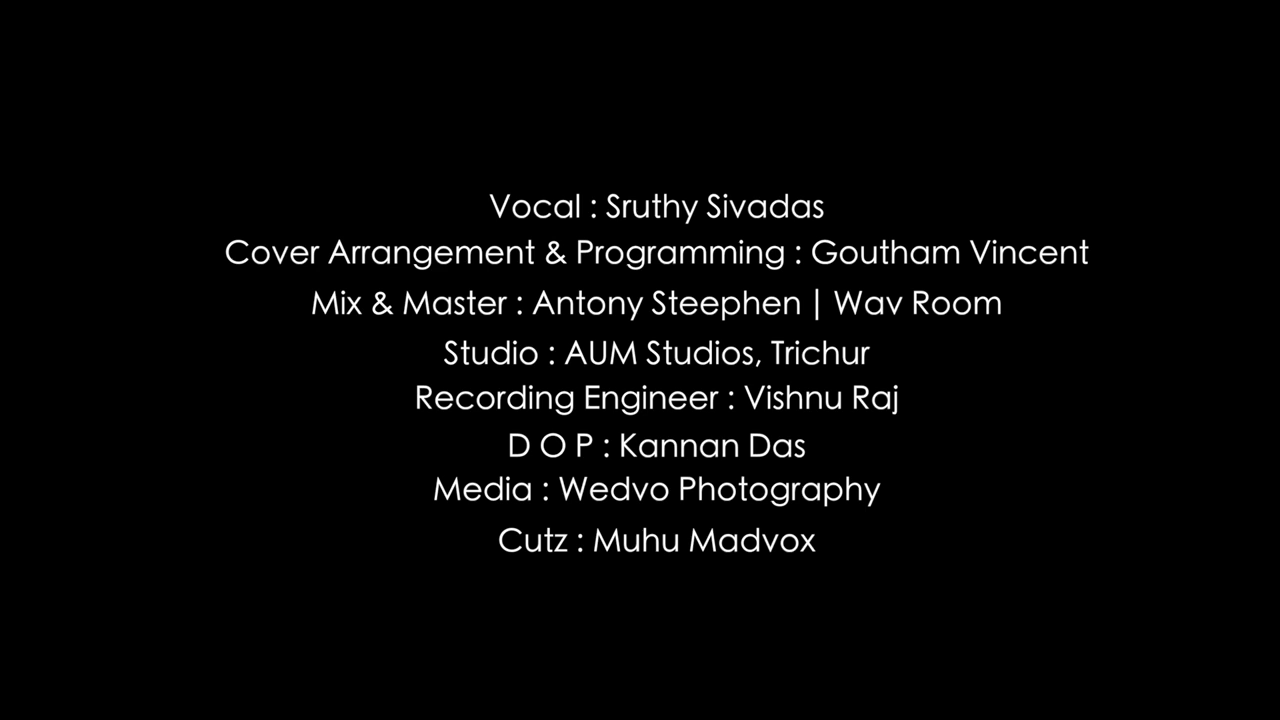 Vocal : Sruthy Sivadas
Cover Arrangement & Programming : Goutham Vincent
Mix & Master : Antony Steephen | Wav Room
Studio : AUM Studios, Trichur
Recording Engineer : Vishnu Raj
D O P : Kannan Das
Media : Wedvo Photography
Cutz : Muhu Madvox